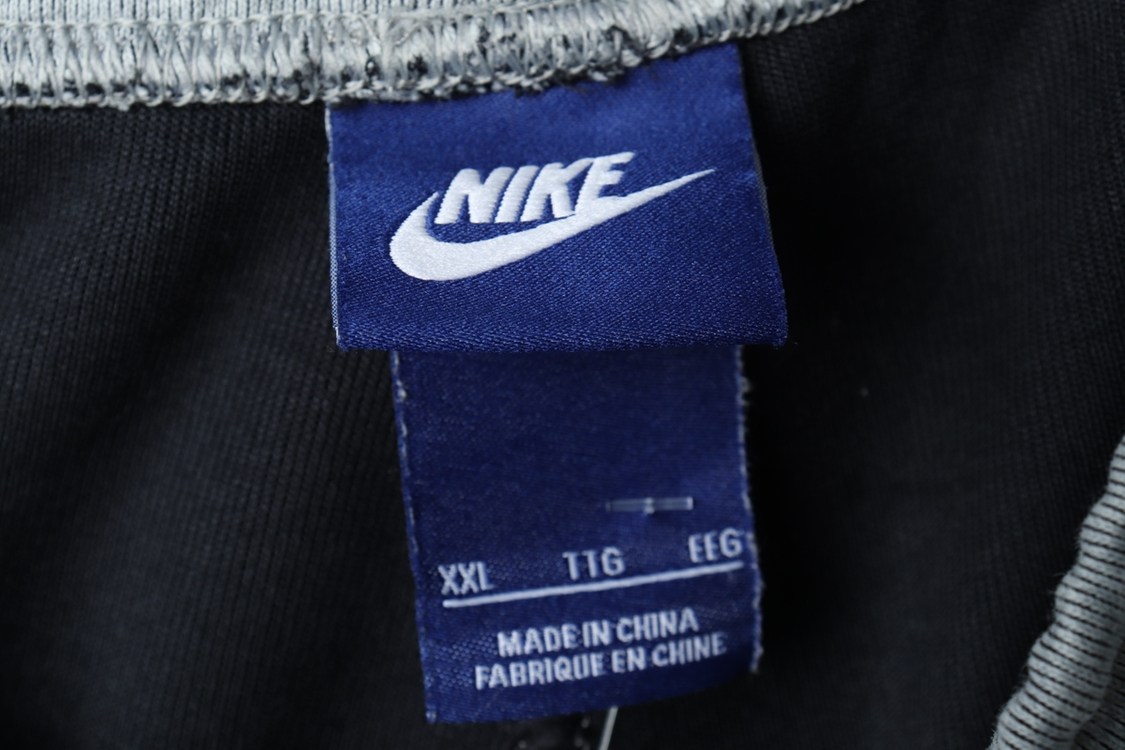 NIKE
XXL TTG EEG
MADE IN CHINA
FABRIQUE EN CHINE